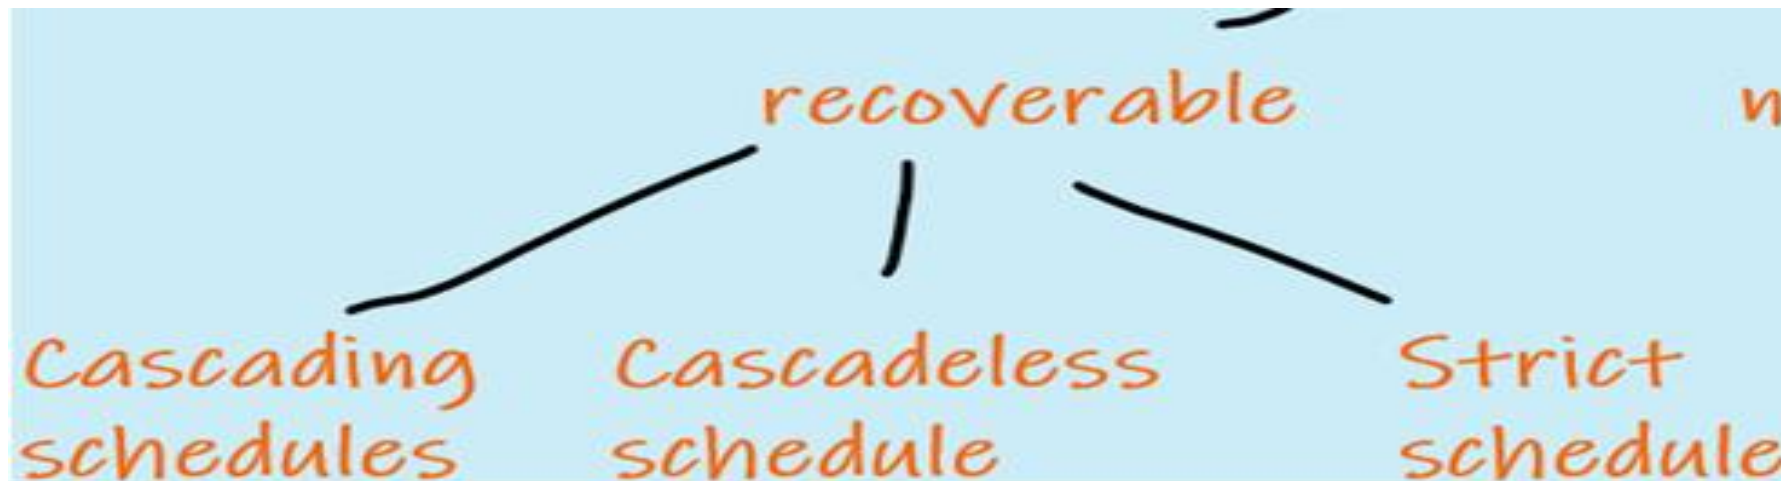 recoverable
Cascading Cascadeless Strict
schedules schedule schedule